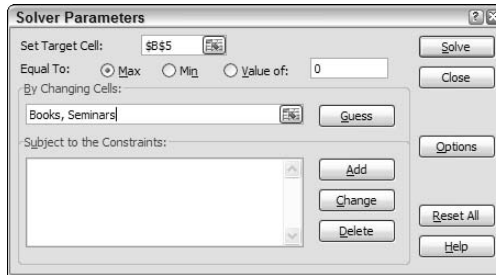 Solver Parameters
Set Target Cell: $B$5 Solve
Equal To: Max Min Value of: 0 Close
By Changing Cells:
Books, Seminars Guess
Subject to the Constraints: Options
Add
Change
Reset All
Delete
Help